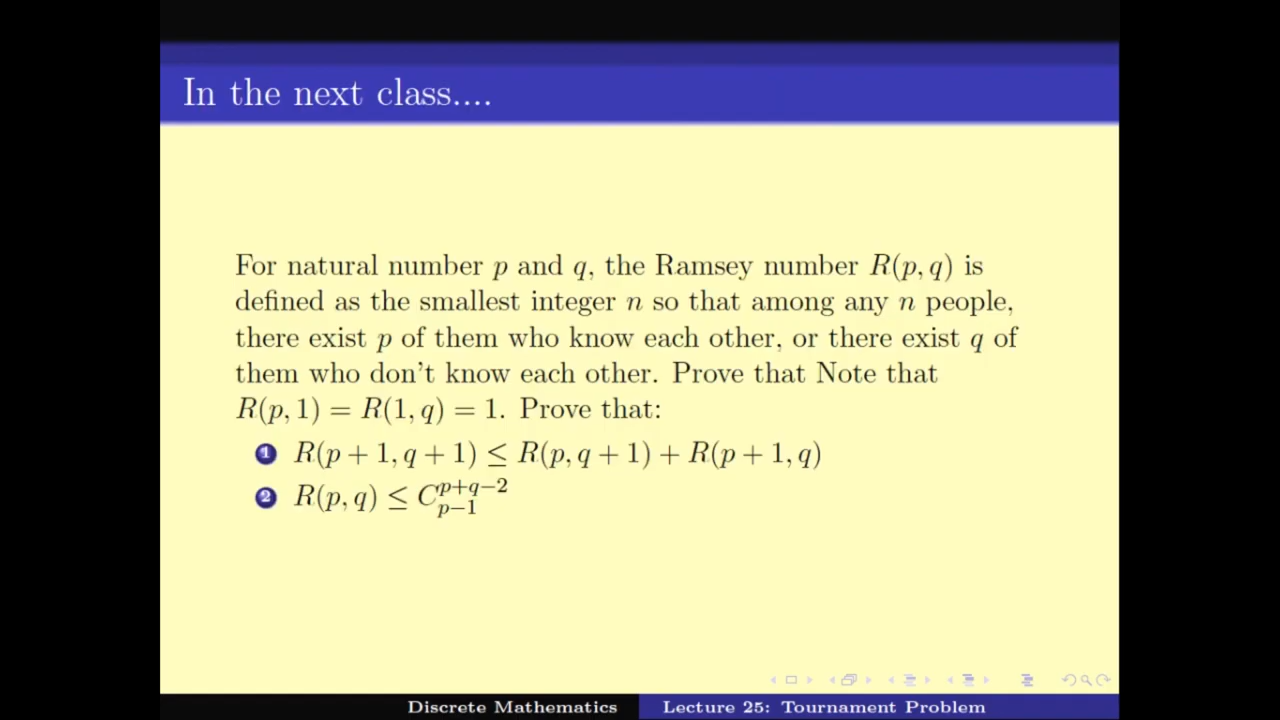 In the next class....
For natural number p and q, the Ramsey number R(p, q) is
defined as the smallest integer n so that among any n people,
there exist p of them who know each other, or there exist q of
them who don't know each other. Prove that Note that
R(p, 1) = R(1, q) = 1. Prove that:
1 R(p + 1, q + 1) ≤ R(p, q + 1) + R(p + 1, q)
2 R(p, q) ≤ C_{p−1}^{p+q−2}
Discrete Mathematics Lecture 25: Tournament Problem